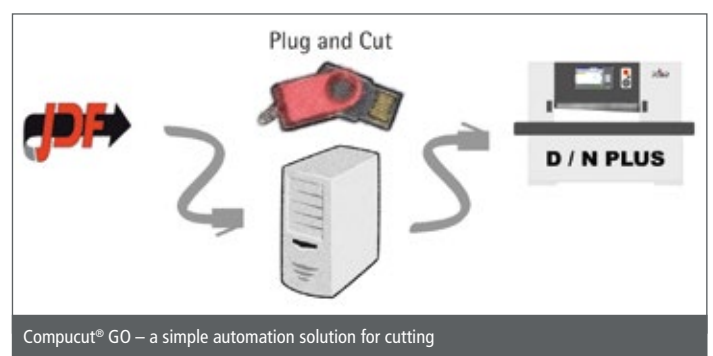 Plug and Cut
JDF
D / N PLUS
Compucut® GO – a simple automation solution for cutting